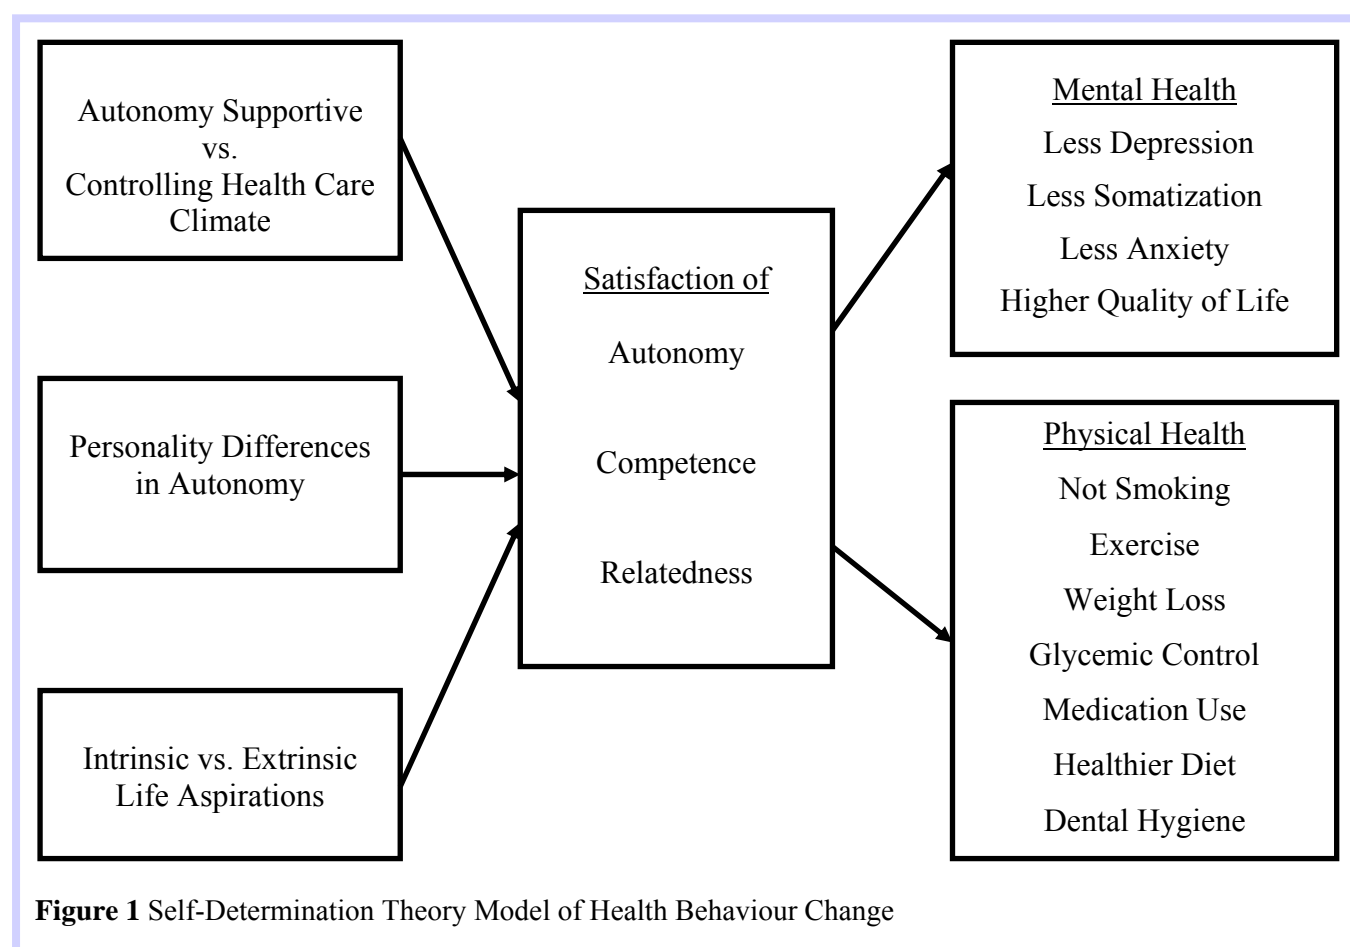 Autonomy Supportive
vs.
Controlling Health Care
Climate
Personality Differences
in Autonomy
Intrinsic vs. Extrinsic
Life Aspirations
Satisfaction of
Autonomy
Competence
Relatedness
Mental Health
Less Depression
Less Somatization
Less Anxiety
Higher Quality of Life
Physical Health
Not Smoking
Exercise
Weight Loss
Glycemic Control
Medication Use
Healthier Diet
Dental Hygiene
Figure 1 Self-Determination Theory Model of Health Behaviour Change